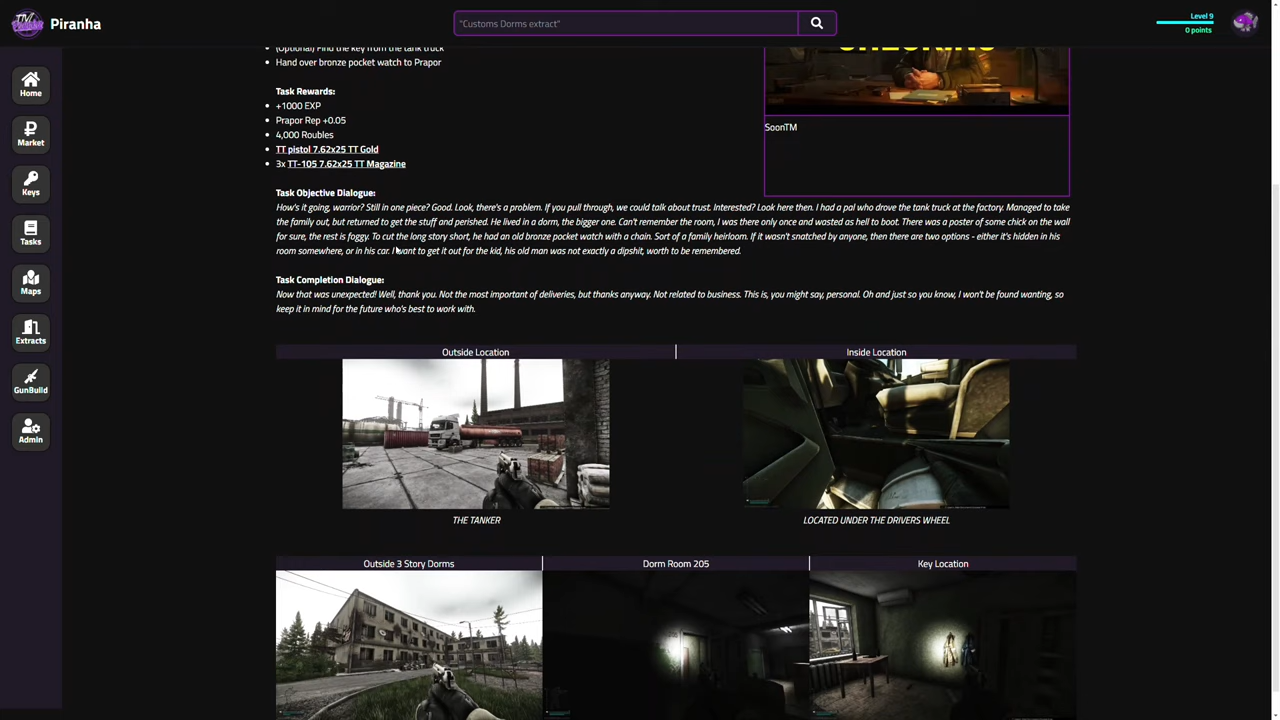 Piranha
"Customs Dorms extract"
Level 9
0 points
Home
Market
Keys
Tasks
Maps
Extracts
GunBuild
Admin
(Optional) Find the key from the tank truck
Hand over bronze pocket watch to Prapor
CHECKING
SoonTM
Task Rewards:
+1000 EXP
Prapor Rep +0.05
4,000 Roubles
TT pistol 7.62x25 TT Gold
3x TT-105 7.62x25 TT Magazine
Task Objective Dialogue:
How's it going, warrior? Still in one piece? Good. Look, there's a problem. If you pull through, we could talk about trust. Interested? Look here then. I had a pal who drove the tank truck at the factory. Managed to take
the family out, but returned to get the stuff and perished. He lived in a dorm, the bigger one. Can't remember the room, I was there only once and wasted as hell to boot. There was a poster of some chick on the wall
for sure, the rest is foggy. To cut the long story short, he had an old bronze pocket watch with a chain. Sort of a family heirloom. If it wasn't snatched by anyone, then there are two options - either it's hidden in his
room somewhere, or in his car. I want to get it out for the kid, his old man was not exactly a dipshit, worth to be remembered.
Task Completion Dialogue:
Now that was unexpected! Well, thank you. Not the most important of deliveries, but thanks anyway. Not related to business. This is, you might say, personal. Oh and just so you know, I won't be found wanting, so
keep it in mind for the future who's best to work with.
Outside Location
Inside Location
THE TANKER
LOCATED UNDER THE DRIVERS WHEEL
Outside 3 Story Dorms
Dorm Room 205
Key Location